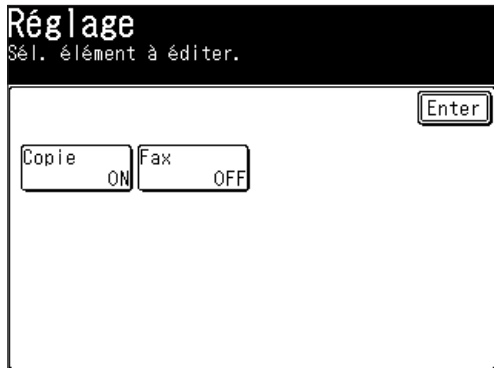 Réglage
Sél. élément à éditer.
Enter
Copie ON
Fax OFF